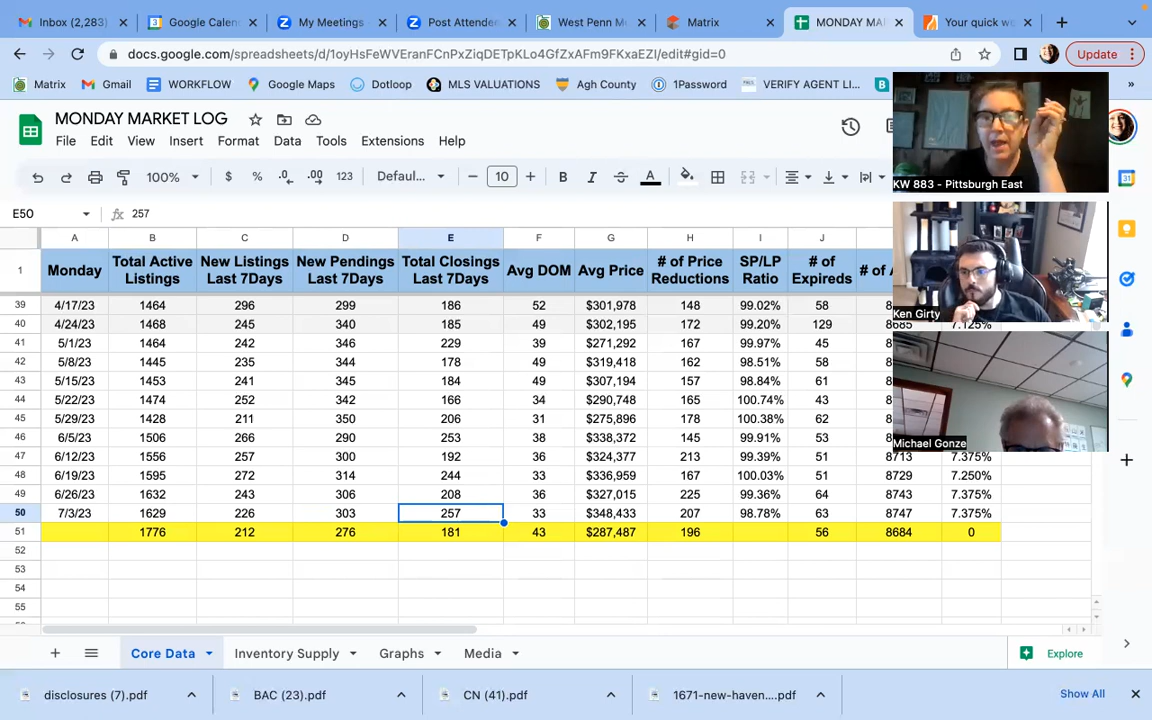 Inbox (2,283)
Google Calen
My Meetings -
Post Attende
West Penn M
Matrix
MONDAY MA
Your quick w
docs.google.com/spreadsheets/d/1oyHsFeWVEranFCnPxZiqDETpKLo4GfZxAFm9FKxaEZI/edit#gid=0
Update
Matrix
Gmail
WORKFLOW
Google Maps
Dotloop
MLS VALUATIONS
Agh County
1Password
VERIFY AGENT LI...
MONDAY MARKET LOG
File Edit View Insert Format Data Tools Extensions Help
100% $ % .0 .00 123 Defaul... − 10 + B I S A
E50 fx 257
KW 883 - Pittsburgh East
A B C D E F G H I J
1 Monday Total Active Listings New Listings Last 7Days New Pendings Last 7Days Total Closings Last 7Days Avg DOM Avg Price # of Price Reductions SP/LP Ratio # of Expireds # of A
39 4/17/23 1464 296 299 186 52 $301,978 148 99.02% 58 8
Ken Girty
40 4/24/23 1468 245 340 185 49 $302,195 172 99.20% 129 8685 7.125%
41 5/1/23 1464 242 346 229 49 $271,292 167 99.97% 45 8
42 5/8/23 1445 235 344 178 49 $319,418 162 98.51% 58 8
43 5/15/23 1453 241 345 184 49 $307,194 157 98.84% 61 8
44 5/22/23 1474 252 342 166 34 $290,748 165 100.74% 43 8
45 5/29/23 1428 211 350 206 31 $275,896 178 100.38% 62 8
46 6/5/23 1506 266 290 253 38 $338,372 145 99.91% 53 8
Michael Gonze
47 6/12/23 1556 257 300 192 36 $324,377 213 99.39% 51 8713 7.375%
48 6/19/23 1595 272 314 244 33 $336,959 167 100.03% 51 8729 7.250%
49 6/26/23 1632 243 306 208 36 $327,015 225 99.36% 64 8743 7.375%
50 7/3/23 1629 226 303 257 33 $348,433 207 98.78% 63 8747 7.375%
51 1776 212 276 181 43 $287,487 196 56 8684 0
52
53
54
55
Core Data
Inventory Supply
Graphs
Media
Explore
disclosures (7).pdf
BAC (23).pdf
CN (41).pdf
1671-new-haven....pdf
Show All